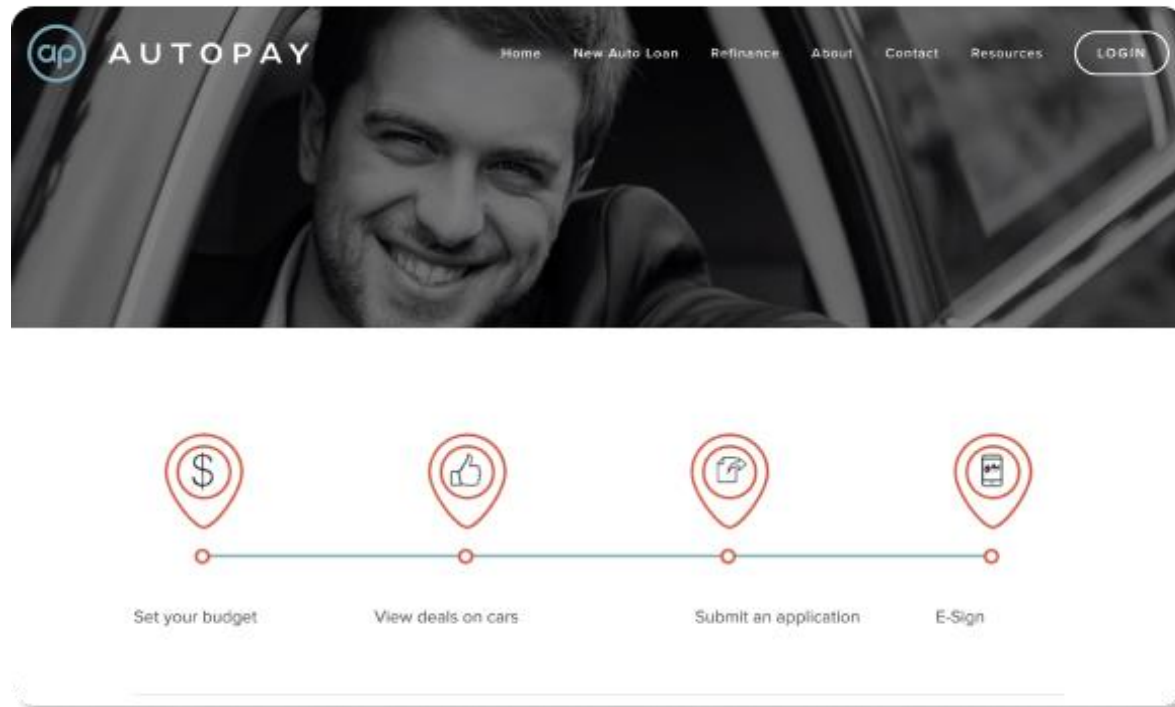 ap AUTOPAY Home New Auto Loan Refinance About Contact Resources LOGIN
$
Set your budget View deals on cars Submit an application E-Sign